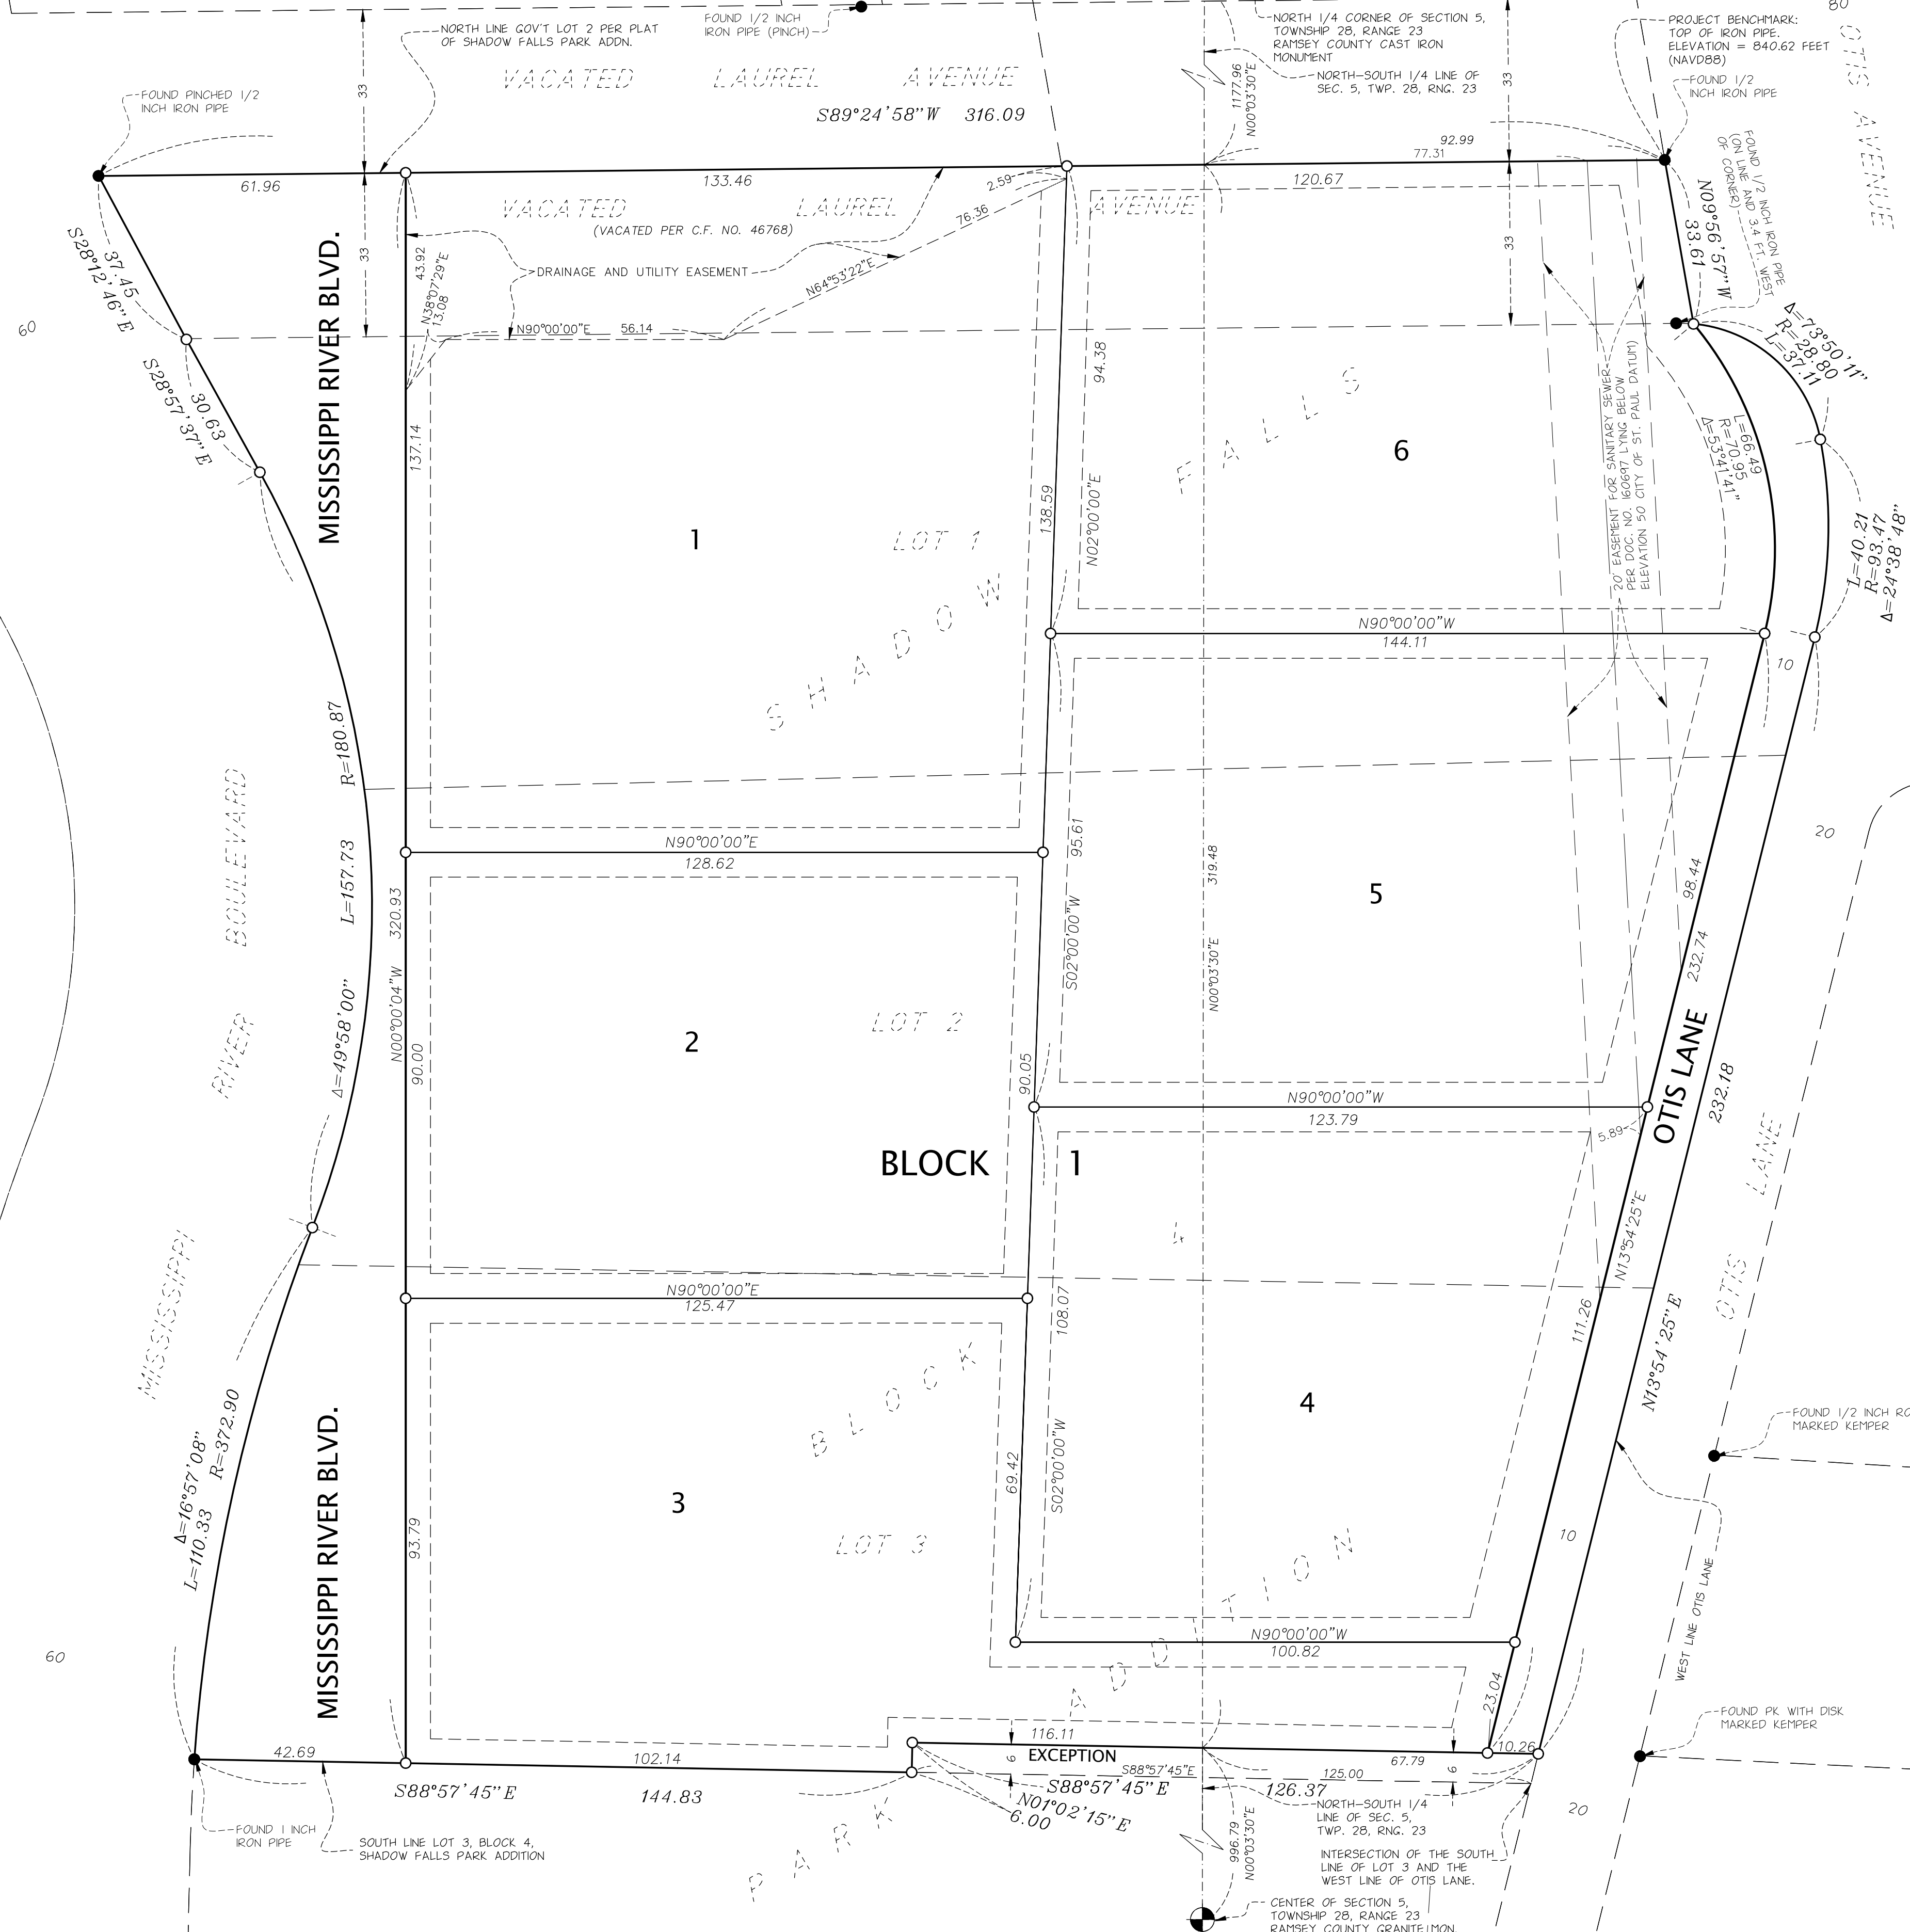 NORTH LINE GOV'T LOT 2 PER PLAT
OF SHADOW FALLS PARK ADDN.
FOUND 1/2 INCH
IRON PIPE (PINCH)
NORTH 1/4 CORNER OF SECTION 5,
TOWNSHIP 28, RANGE 23
RAMSEY COUNTY CAST IRON
MONUMENT
NORTH-SOUTH 1/4 LINE OF
SEC. 5, TWP. 28, RNG. 23
PROJECT BENCHMARK:
TOP OF IRON PIPE.
ELEVATION = 840.62 FEET
(NAVD88)
FOUND 1/2
INCH IRON PIPE
80
OTIS AVENUE
FOUND PINCHED 1/2
INCH IRON PIPE
33
VACATED LAUREL AVENUE
S89°24'58"W 316.09
1177.96
N00°03'30"E
33
92.99
77.31
61.96
133.46
2.59
120.67
VACATED LAUREL AVENUE
(VACATED PER C.F. NO. 46768)
76.36
33
33
DRAINAGE AND UTILITY EASEMENT
N64°53'22"E
43.92
N38°07'29"E
13.08
N90°00'00"E 56.14
FOUND 1/2 INCH IRON PIPE
(ON LINE AND 3.4 FT. WEST
OF CORNER)
N09°56'57"W
33.61
37.45
S28°12'46"E
60
30.63
S28°57'37"E
MISSISSIPPI RIVER BLVD.
Δ=73°50'11"
R=28.80
L=37.11
L=66.49
R=70.95
Δ=53°41'41"
20' EASEMENT FOR SANITARY SEWER
PER DOC. NO. 160697 LYING BELOW
ELEVATION 50 CITY OF ST. PAUL DATUM)
94.38
N02°00'00"E
137.14
138.59
FALLS
6
1
LOT 1
SHADOW
L=40.21
R=93.47
Δ=24°38'48"
N90°00'00"W
144.11
10
R=180.87
L=157.73
Δ=49°58'00"
BOULEVARD
RIVER
MISSISSIPPI
N90°00'00"E
128.62
95.61
S02°00'00"W
319.48
N00°03'30"E
20
5
98.44
232.74
320.93
N00°00'04"W
90.00
2
LOT 2
90.05
N90°00'00"W
123.79
5.89
OTIS LANE
232.18
BLOCK 1
4
N13°54'25"E
OTIS LANE
N90°00'00"E
125.47
108.07
111.26
N13°54'25"E
S02°00'00"W
BLOCK
4
FOUND 1/2 INCH RO
MARKED KEMPER
Δ=16°57'08"
R=372.90
L=110.33
MISSISSIPPI RIVER BLVD.
93.79
3
LOT 3
69.42
10
ADDITION
WEST LINE OTIS LANE
N90°00'00"W
100.82
60
23.04
FOUND PK WITH DISK
MARKED KEMPER
42.69
102.14
116.11
6
EXCEPTION
67.79
6
10.26
S88°57'45"E
125.00
S88°57'45"E 144.83
S88°57'45"E 126.37
N01°02'15"E
6.00
20
FOUND 1 INCH
IRON PIPE
SOUTH LINE LOT 3, BLOCK 4,
SHADOW FALLS PARK ADDITION
PARK
996.79
N00°03'30"E
NORTH-SOUTH 1/4
LINE OF SEC. 5,
TWP. 28, RNG. 23
INTERSECTION OF THE SOUTH
LINE OF LOT 3 AND THE
WEST LINE OF OTIS LANE.
CENTER OF SECTION 5,
TOWNSHIP 28, RANGE 23
RAMSEY COUNTY GRANITE MON.